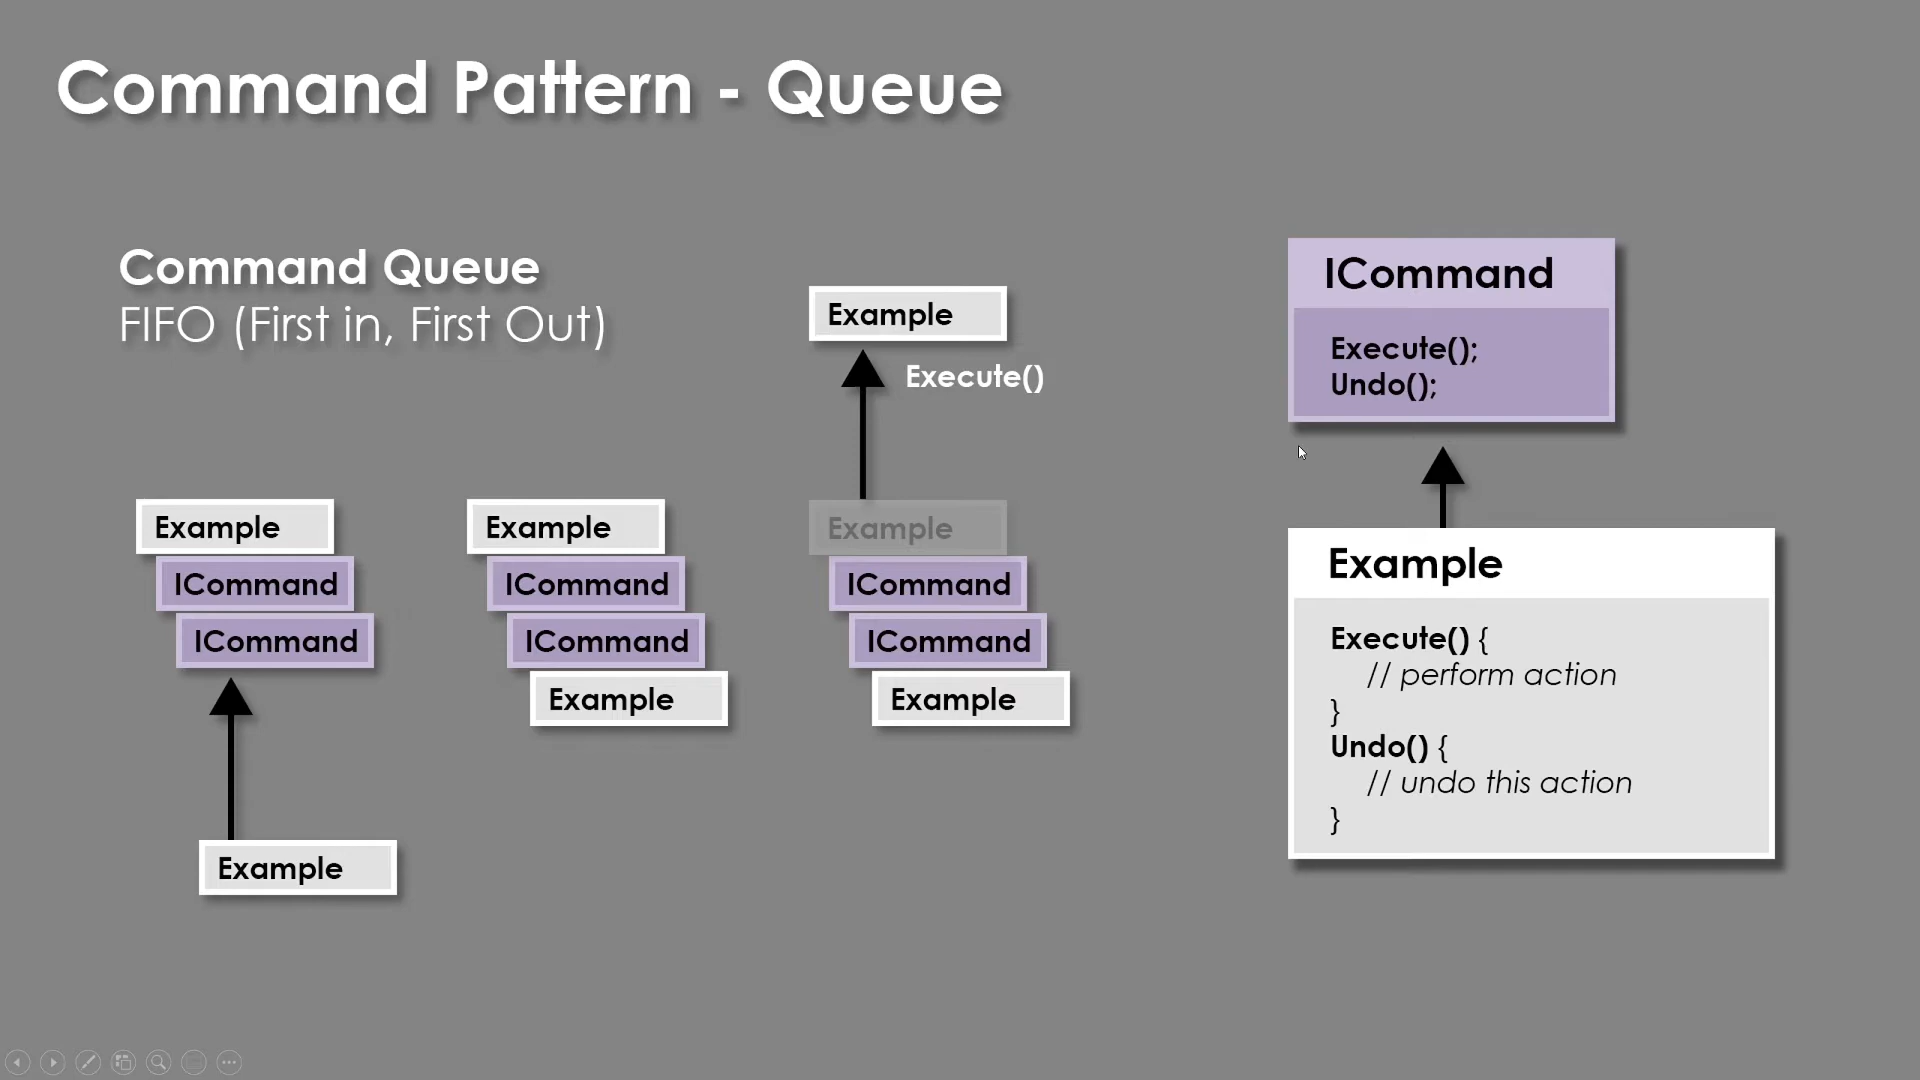 Command Pattern - Queue
Command Queue
FIFO (First in, First Out)
Example
ICommand
ICommand
Example
Example
ICommand
ICommand
Example
Example
Execute()
Example
ICommand
ICommand
Example
ICommand
Execute();
Undo();
Example
Execute() {
// perform action
}
Undo() {
// undo this action
}